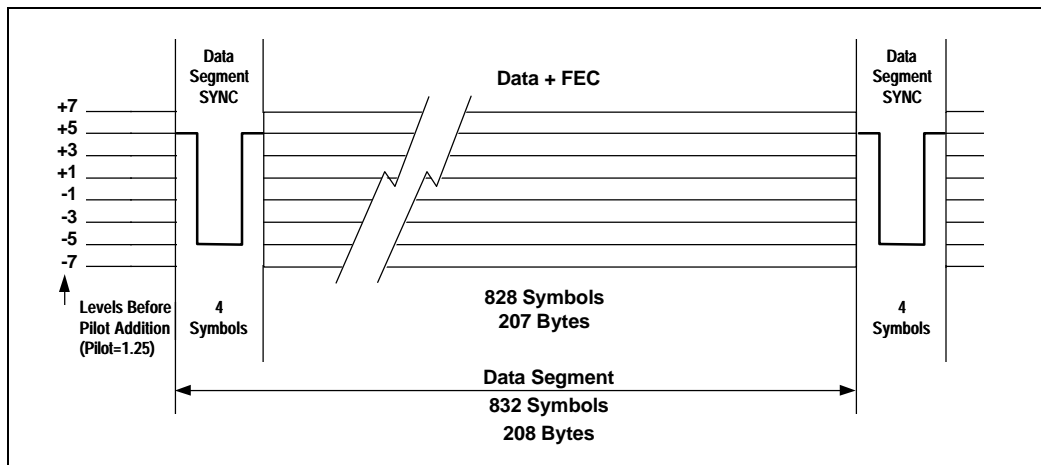 Data
Segment
SYNC
Data + FEC
Data
Segment
SYNC
+7
+5
+3
+1
-1
-3
-5
-7
Levels Before
Pilot Addition
(Pilot=1.25)
4
Symbols
828 Symbols
207 Bytes
4
Symbols
Data Segment
832 Symbols
208 Bytes